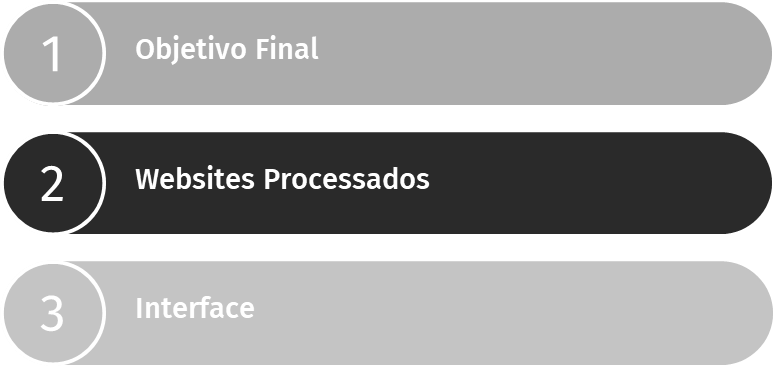 1 Objetivo Final
2 Websites Processados
3 Interface